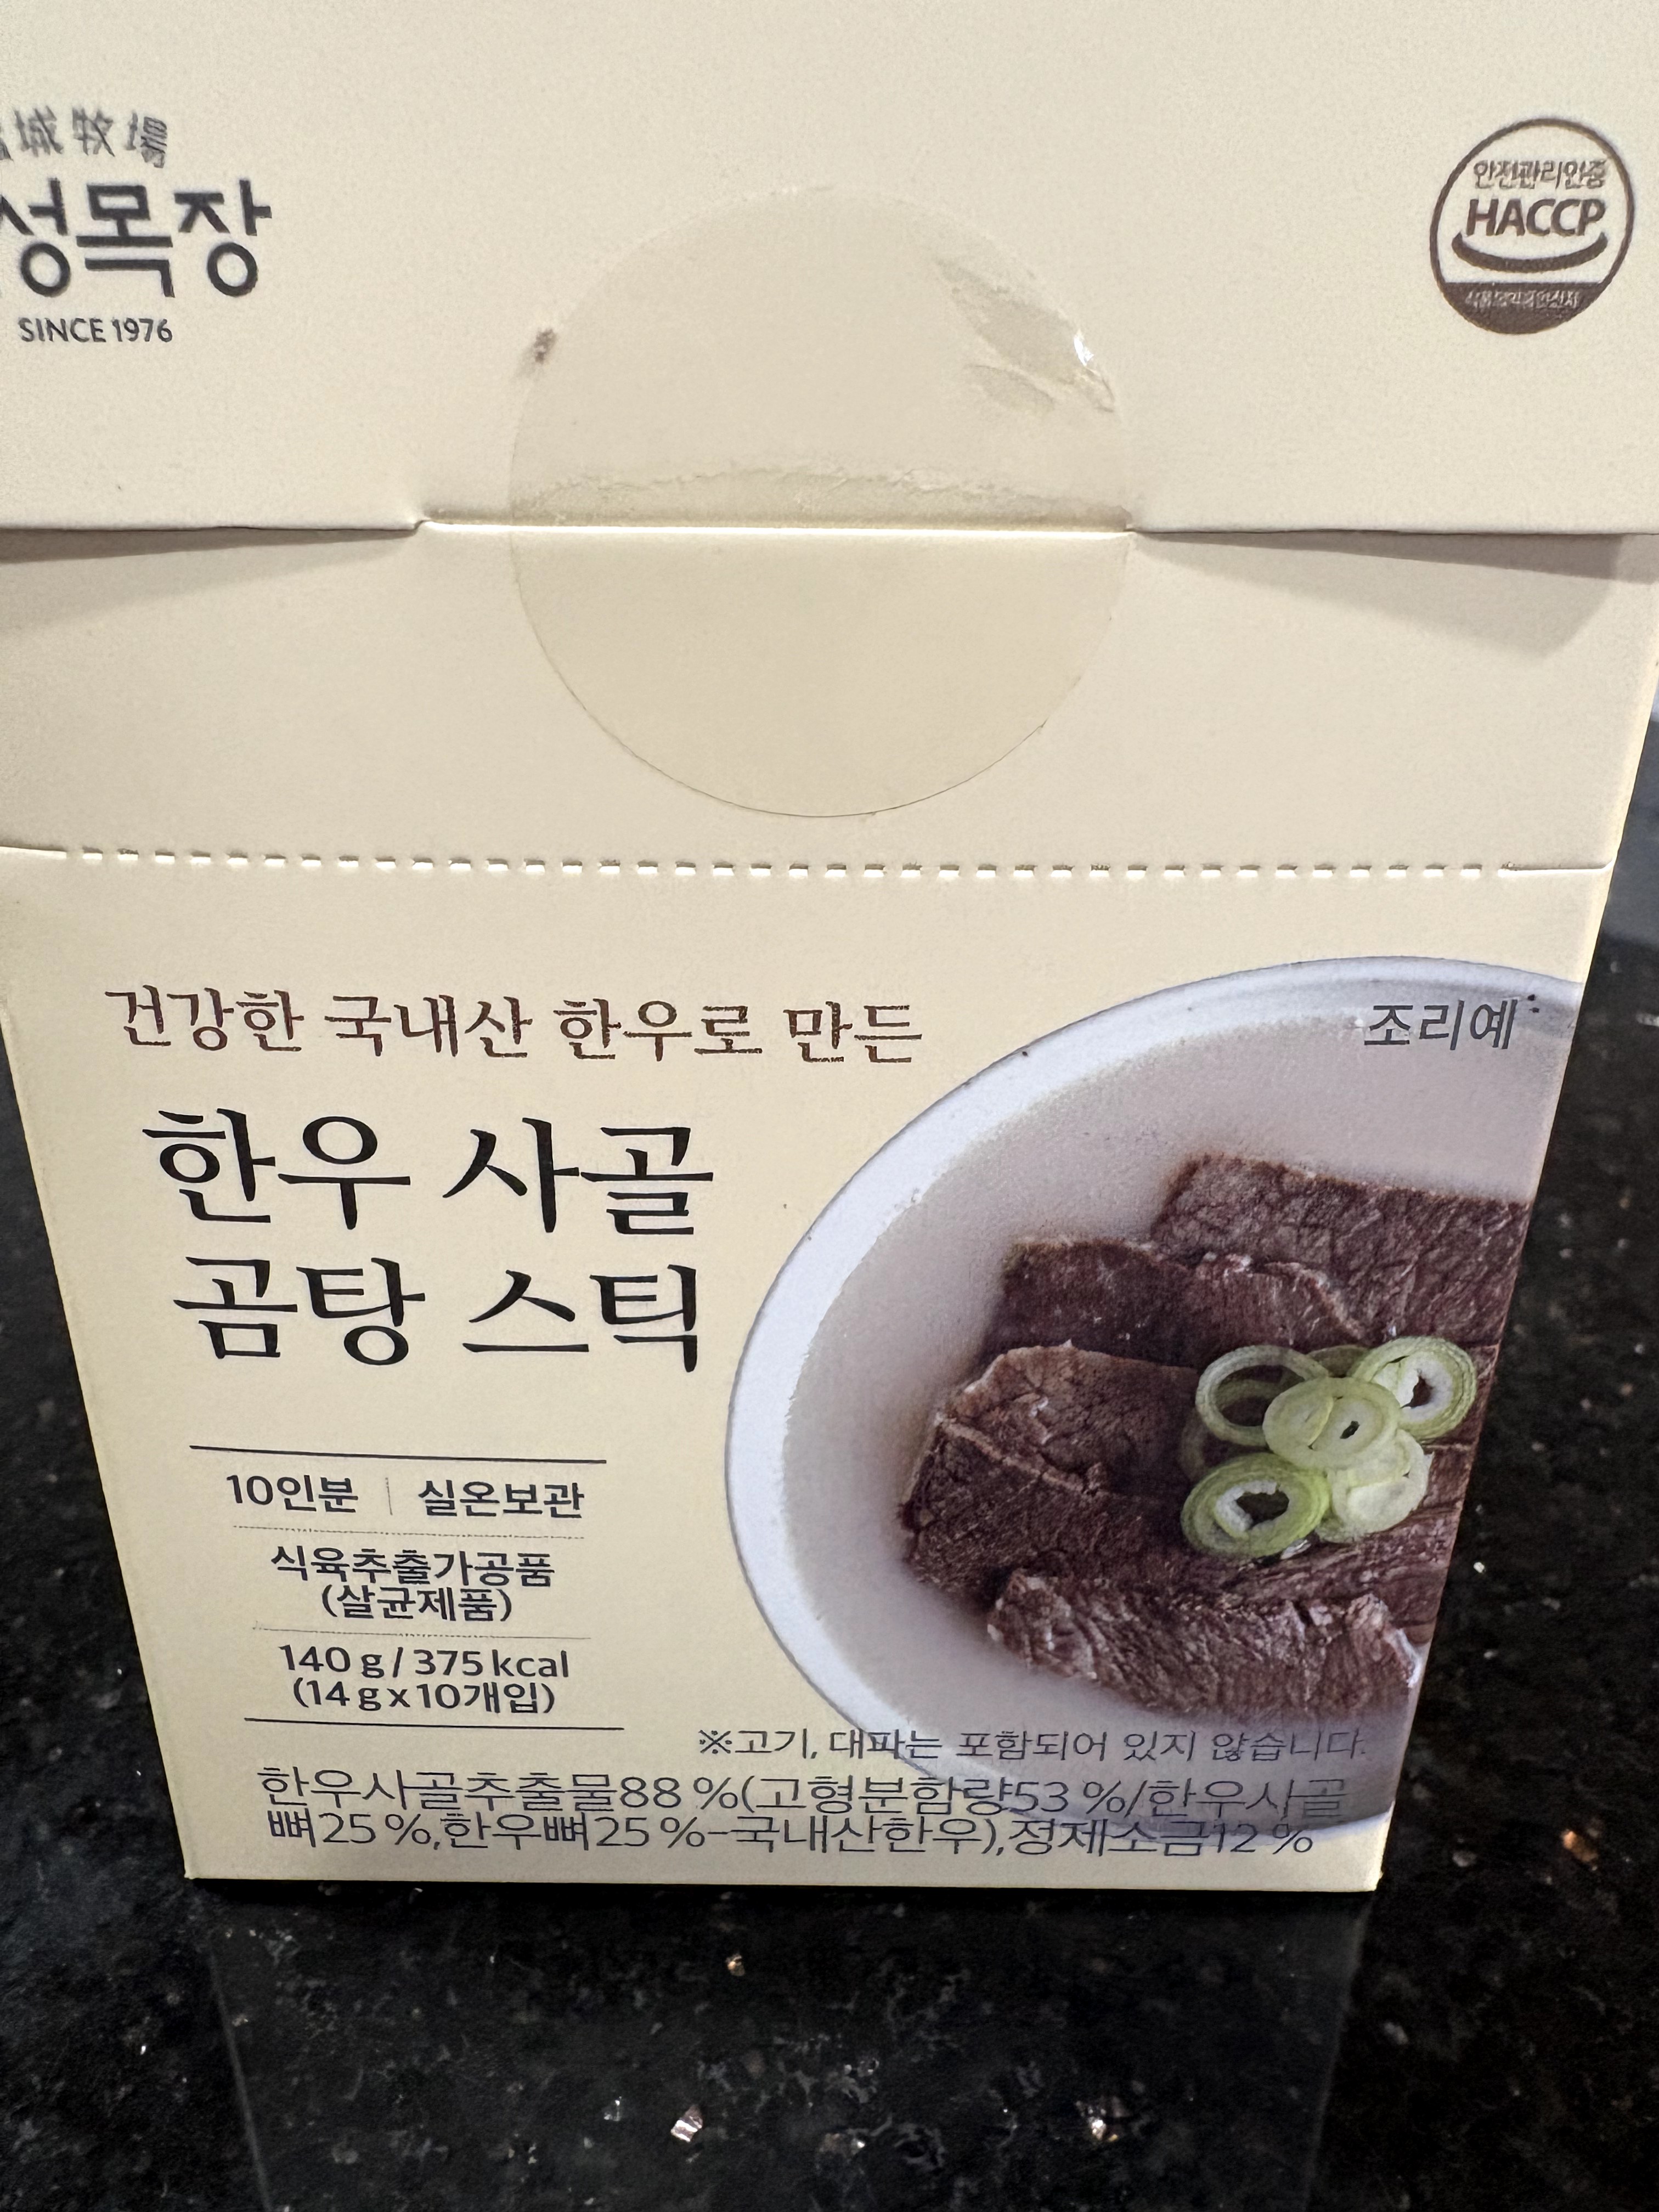 城牧場
성목장
SINCE 1976
안전관리인증
HACCP
건강한 국내산 한우로 만든
조리예
한우 사골
곰탕 스틱
10인분 | 실온보관
식육추출가공품
(살균제품)
140 g / 375 kcal
(14 g x 10개입)
※고기, 대파는 포함되어 있지 않습니다.
한우사골추출물88 %(고형분함량53 %/한우사골
뼈25 %,한우뼈25 %-국내산한우),정제소금12 %